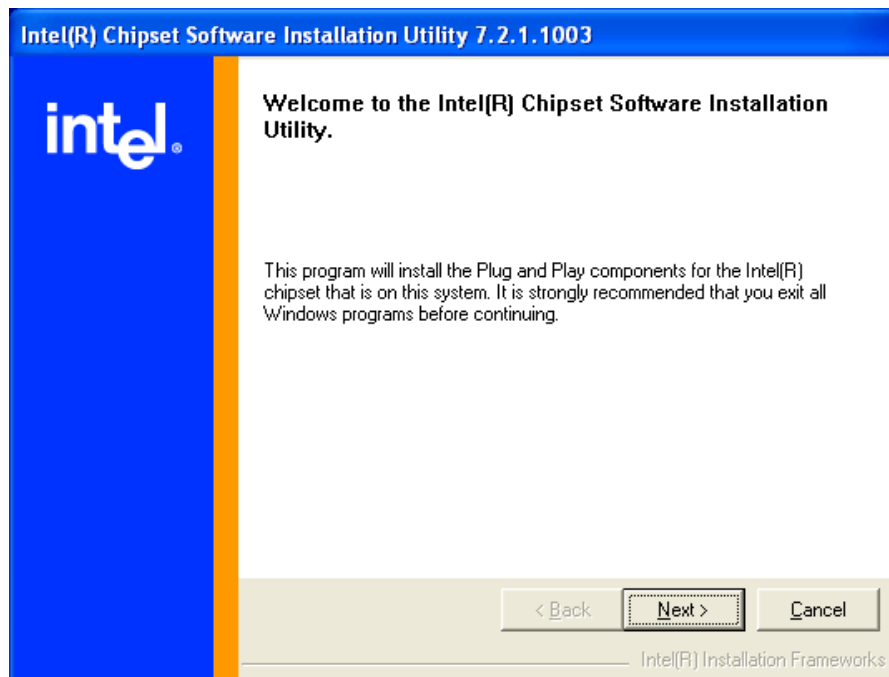 Intel(R) Chipset Software Installation Utility 7.2.1.1003
intel®
Welcome to the Intel(R) Chipset Software Installation
Utility.
This program will install the Plug and Play components for the Intel(R)
chipset that is on this system. It is strongly recommended that you exit all
Windows programs before continuing.
< Back
Next >
Cancel
Intel(R) Installation Frameworks